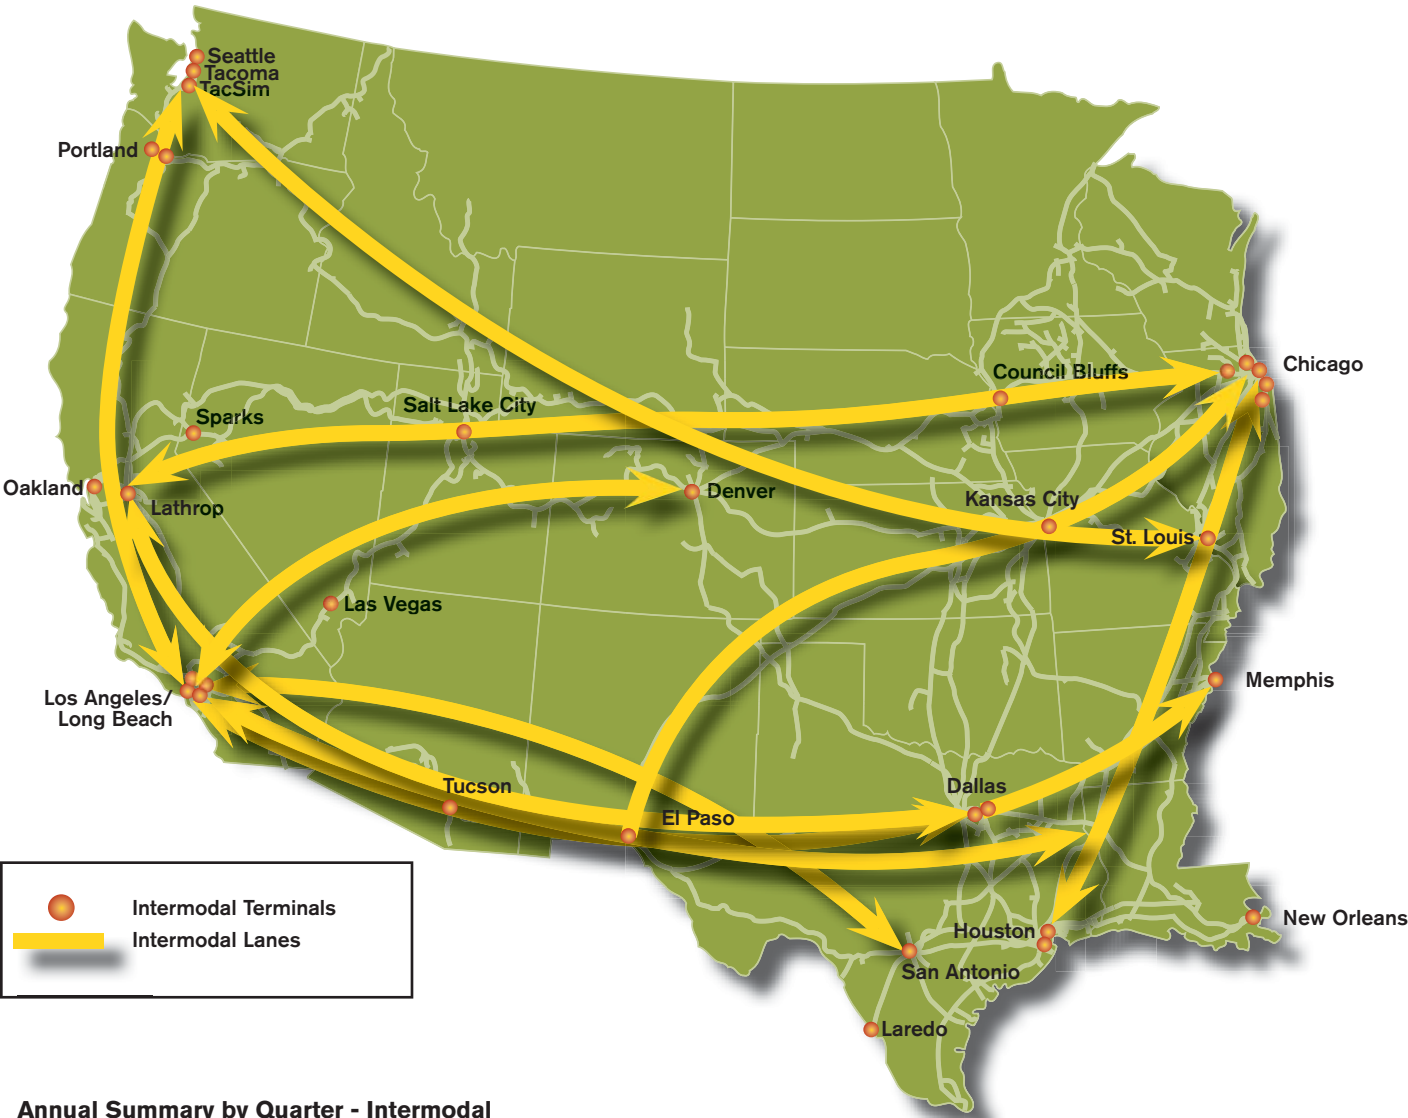 Seattle
Tacoma
TacSim
Portland
Chicago
Council Bluffs
Salt Lake City
Sparks
Oakland
Lathrop
Denver
Kansas City
St. Louis
Las Vegas
Memphis
Los Angeles/
Long Beach
Tucson
Dallas
El Paso
Intermodal Terminals
Intermodal Lanes
New Orleans
Houston
San Antonio
Laredo
Annual Summary by Quarter - Intermodal